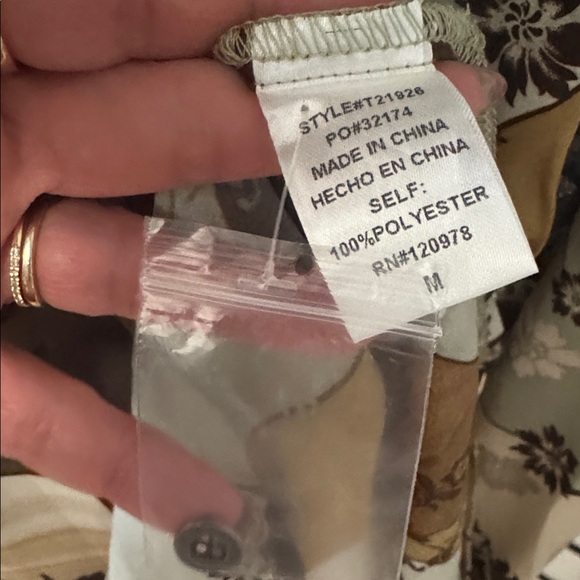 STYLE#T21926
PO#32174
MADE IN CHINA
HECHO EN CHINA
SELF:
100%POLYESTER
RN#120978
M